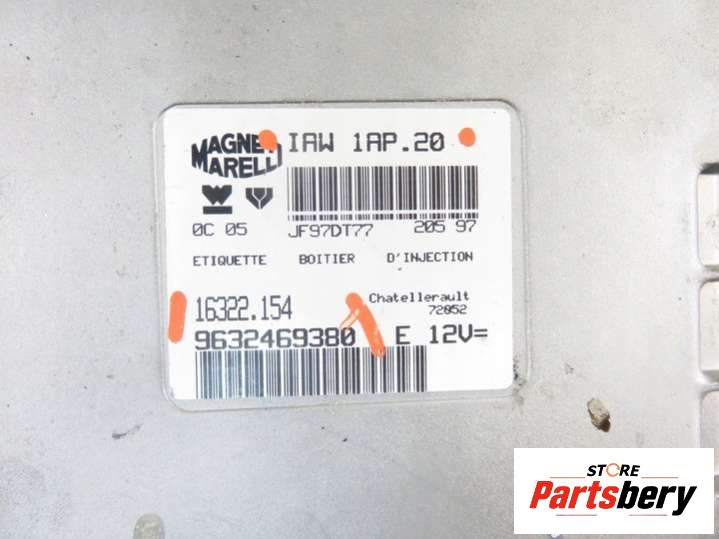 MAGNETI MARELLI
IAW 1AP.20
0C 05 JF97DT77 205 97
ETIQUETTE BOITIER D'INJECTION
16322.154
Chatellerault
72852
9632469380 E 12V=
STORE
Partsbery